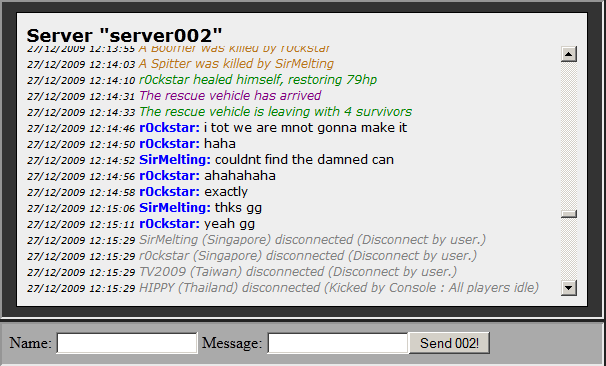 Server "server002"
27/12/2009 12:13:55 A Boomer was killed by r0ckstar
27/12/2009 12:14:03 A Spitter was killed by SirMelting
27/12/2009 12:14:10 r0ckstar healed himself, restoring 79hp
27/12/2009 12:14:31 The rescue vehicle has arrived
27/12/2009 12:14:33 The rescue vehicle is leaving with 4 survivors
27/12/2009 12:14:46 r0ckstar: i tot we are mnot gonna make it
27/12/2009 12:14:50 r0ckstar: haha
27/12/2009 12:14:52 SirMelting: couldnt find the damned can
27/12/2009 12:14:56 r0ckstar: ahahahaha
27/12/2009 12:14:58 r0ckstar: exactly
27/12/2009 12:15:06 SirMelting: thks gg
27/12/2009 12:15:11 r0ckstar: yeah gg
27/12/2009 12:15:29 SirMelting (Singapore) disconnected (Disconnect by user.)
27/12/2009 12:15:29 r0ckstar (Singapore) disconnected (Disconnect by user.)
27/12/2009 12:15:29 TV2009 (Taiwan) disconnected (Disconnect by user.)
27/12/2009 12:15:29 HIPPY (Thailand) disconnected (Kicked by Console : All players idle)
Name: Message: Send 002!